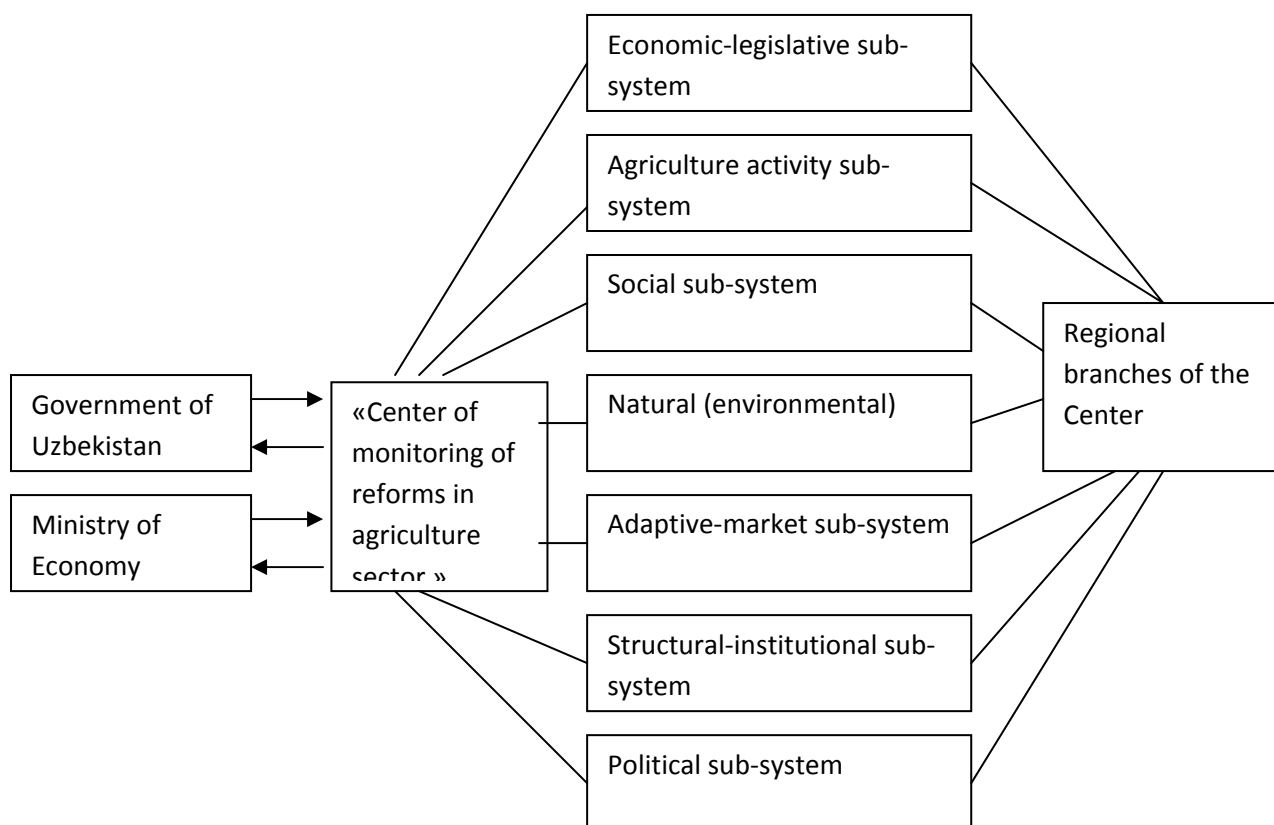 Economic-legislative sub-
system
Agriculture activity sub-
system
Social sub-system
Government of
Uzbekistan
Ministry of
Economy
«Center of
monitoring of
reforms in
agriculture
sector »
Natural (environmental)
Adaptive-market sub-system
Structural-institutional sub-
system
Political sub-system
Regional
branches of the
Center